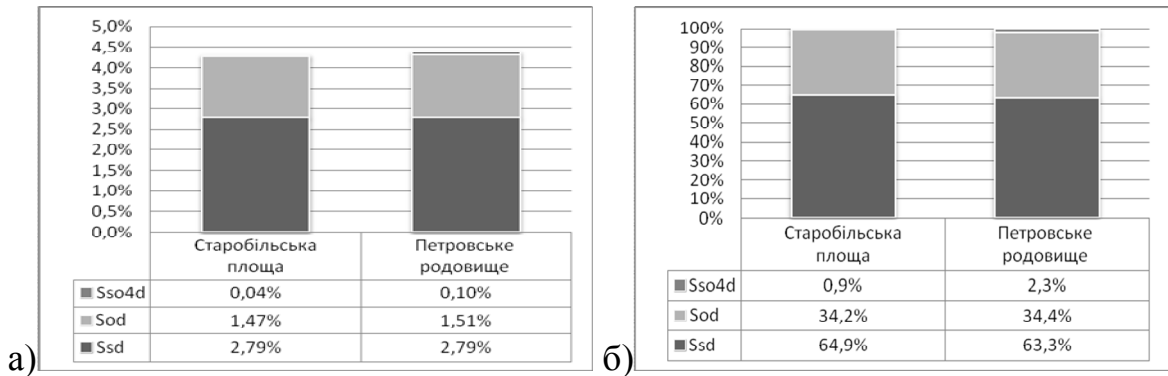 а)
5,0%
4,5%
4,0%
3,5%
3,0%
2,5%
2,0%
1,5%
1,0%
0,5%
0,0%
Старобільська
площа
Петровське
родовище
Sso4d 0,04% 0,10%
Sod 1,47% 1,51%
Ssd 2,79% 2,79%
б)
100%
90%
80%
70%
60%
50%
40%
30%
20%
10%
0%
Старобільська
площа
Петровське
родовище
Sso4d 0,9% 2,3%
Sod 34,2% 34,4%
Ssd 64,9% 63,3%